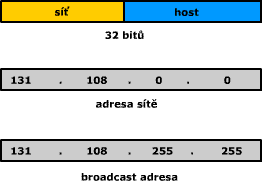 síť host
32 bitů
131 . 108 . 0 . 0
adresa sítě
131 . 108 . 255 . 255
broadcast adresa